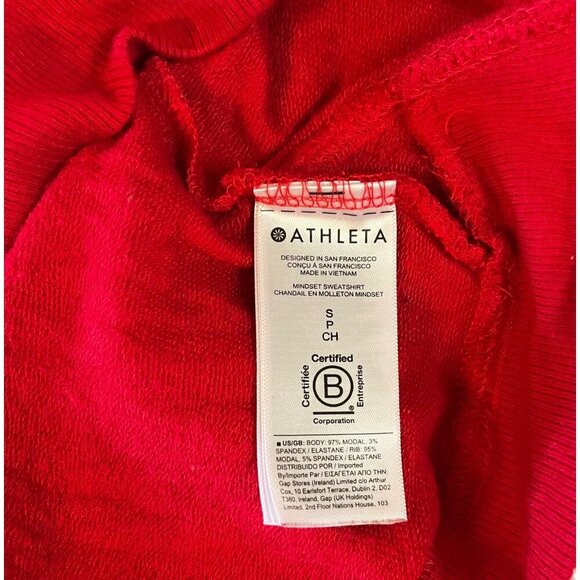 ATHLETA
DESIGNED IN SAN FRANCISCO
CONÇU À SAN FRANCISCO
MADE IN VIETNAM
MINDSET SWEATSHIRT
CHANDAIL EN MOLLETON MINDSET
S
P
CH
Certified
Certifiée
B
®
Entreprise
Corporation
■ US/GB: BODY: 97% MODAL, 3%
SPANDEX / ELASTANE / RIB: 95%
MODAL, 5% SPANDEX / ELASTANE
DISTRIBUIDO POR / Imported
By/Importe Par / ΕΙΣΑΓΕΤΑΙ ΑΠΟ ΤΗΝ:
Gap Stores (Ireland) Limited c/o Arthur
Cox, 10 Earlsfort Terrace, Dublin 2, D02
T380, Ireland, Gap (UK Holdings)
Limited, 2nd Floor Nations House, 103